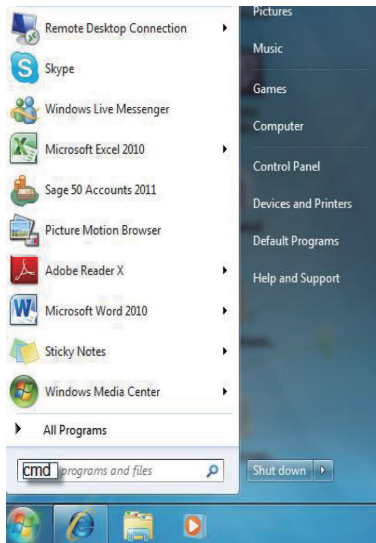 Remote Desktop Connection
Skype
Windows Live Messenger
Microsoft Excel 2010
Sage 50 Accounts 2011
Picture Motion Browser
Adobe Reader X
Microsoft Word 2010
Sticky Notes
Windows Media Center
All Programs
cmd programs and files
Pictures
Music
Games
Computer
Control Panel
Devices and Printers
Default Programs
Help and Support
Shut down